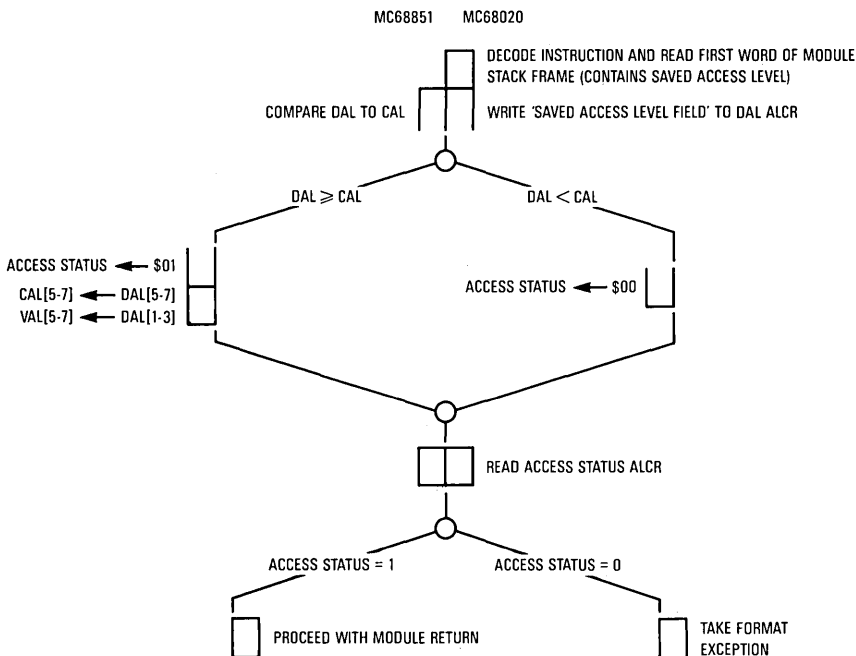 MC68851 MC68020
DECODE INSTRUCTION AND READ FIRST WORD OF MODULE
STACK FRAME (CONTAINS SAVED ACCESS LEVEL)
COMPARE DAL TO CAL
WRITE 'SAVED ACCESS LEVEL FIELD' TO DAL ALCR
DAL ⩾ CAL
DAL < CAL
ACCESS STATUS ← $01
CAL[5-7] ← DAL[5-7]
VAL[5-7] ← DAL[1-3]
ACCESS STATUS ← $00
READ ACCESS STATUS ALCR
ACCESS STATUS = 1
ACCESS STATUS = 0
PROCEED WITH MODULE RETURN
TAKE FORMAT
EXCEPTION